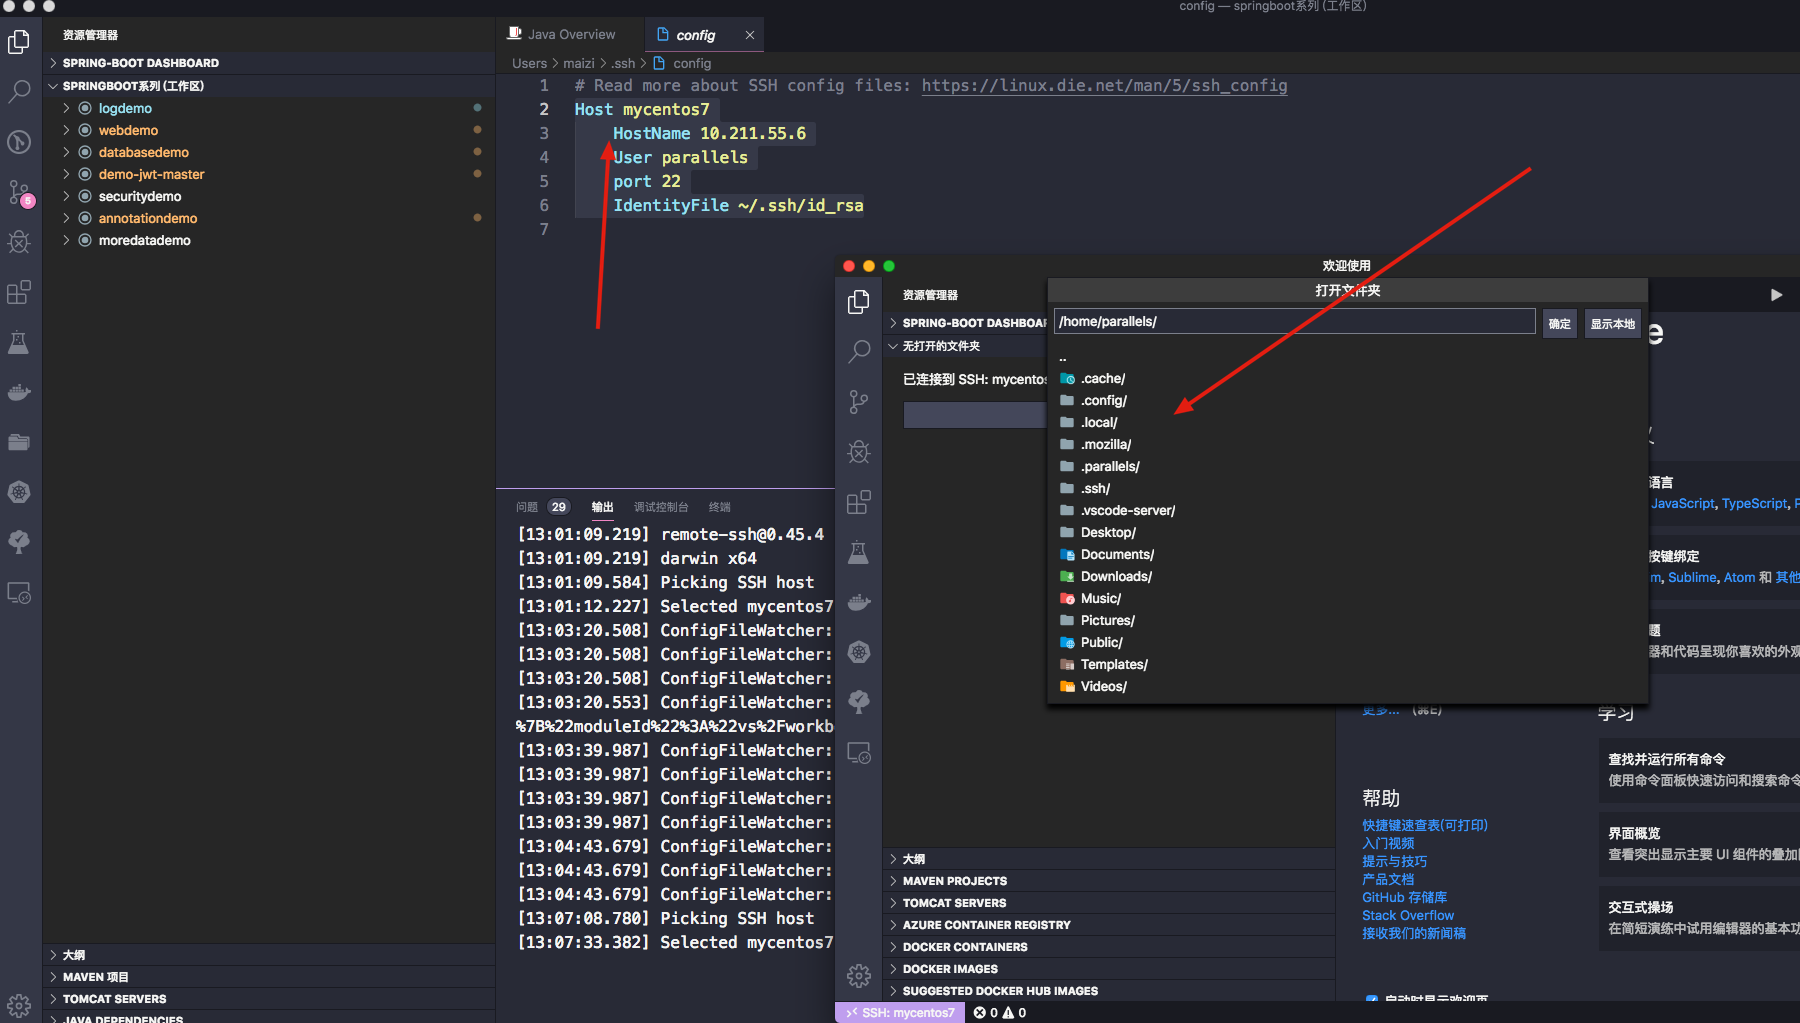 config — springboot系列 (工作区)
资源管理器
SPRING-BOOT DASHBOARD
SPRINGBOOT系列 (工作区)
logdemo
webdemo
databasedemo
demo-jwt-master
securitydemo
annotationdemo
moredatademo
5
大纲
MAVEN 项目
TOMCAT SERVERS
JAVA DEPENDENCIES
Java Overview
config
Users > maizi > .ssh > config
1 # Read more about SSH config files: https://linux.die.net/man/5/ssh_config
2 Host mycentos7
3 HostName 10.211.55.6
4 User parallels
5 port 22
6 IdentityFile ~/.ssh/id_rsa
7
问题 29 输出 调试控制台 终端
[13:01:09.219] remote-ssh@0.45.4
[13:01:09.219] darwin x64
[13:01:09.584] Picking SSH host
[13:01:12.227] Selected mycentos7
[13:03:20.508] ConfigFileWatcher:
[13:03:20.508] ConfigFileWatcher:
[13:03:20.508] ConfigFileWatcher:
[13:03:20.553] ConfigFileWatcher:
%7B%22moduleId%22%3A%22vs%2Fworkb
[13:03:39.987] ConfigFileWatcher:
[13:03:39.987] ConfigFileWatcher:
[13:03:39.987] ConfigFileWatcher:
[13:03:39.987] ConfigFileWatcher:
[13:04:43.679] ConfigFileWatcher:
[13:04:43.679] ConfigFileWatcher:
[13:04:43.679] ConfigFileWatcher:
[13:07:08.780] Picking SSH host
[13:07:33.382] Selected mycentos7
欢迎使用
资源管理器
SPRING-BOOT DASHBOAR
无打开的文件夹
已连接到 SSH: mycentos
打开文件夹
/home/parallels/
确定
显示本地
..
.cache/
.config/
.local/
.mozilla/
.parallels/
.ssh/
.vscode-server/
Desktop/
Documents/
Downloads/
Music/
Pictures/
Public/
Templates/
Videos/
e
语言
JavaScript, TypeScript, P
按键绑定
m, Sublime, Atom 和 其他
题
器和代码呈现你喜欢的外观
更多... (⌘E)
学习
查找并运行所有命令
使用命令面板快速访问和搜索命令
界面概览
查看突出显示主要 UI 组件的叠加
交互式操场
在简短演练中试用编辑器的基本功
帮助
快捷键速查表(可打印)
入门视频
提示与技巧
产品文档
GitHub 存储库
Stack Overflow
接收我们的新闻稿
启动时显示欢迎页
大纲
MAVEN PROJECTS
TOMCAT SERVERS
AZURE CONTAINER REGISTRY
DOCKER CONTAINERS
DOCKER IMAGES
SUGGESTED DOCKER HUB IMAGES
SSH: mycentos7
0 0